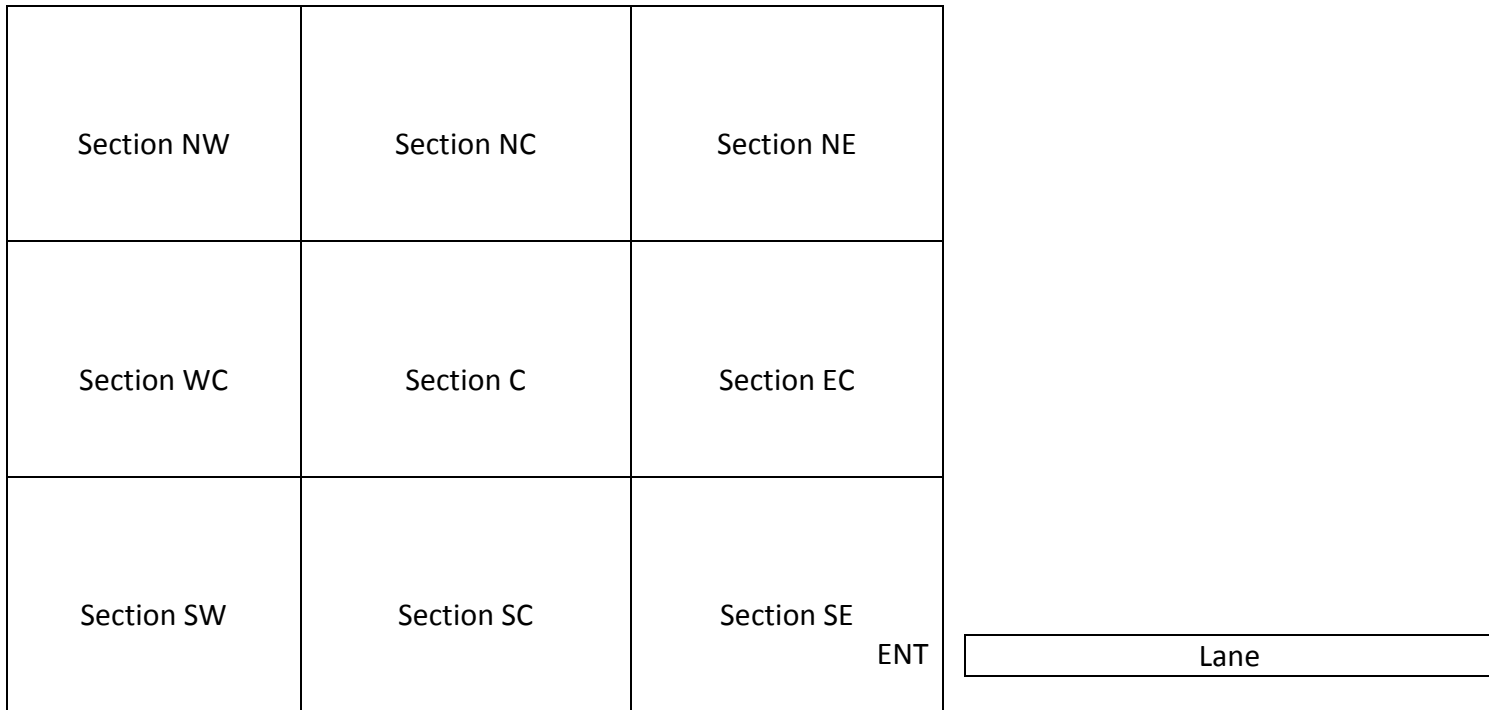 Section NW
Section NC
Section NE
Section WC
Section C
Section EC
Section SW
Section SC
Section SE
ENT
Lane